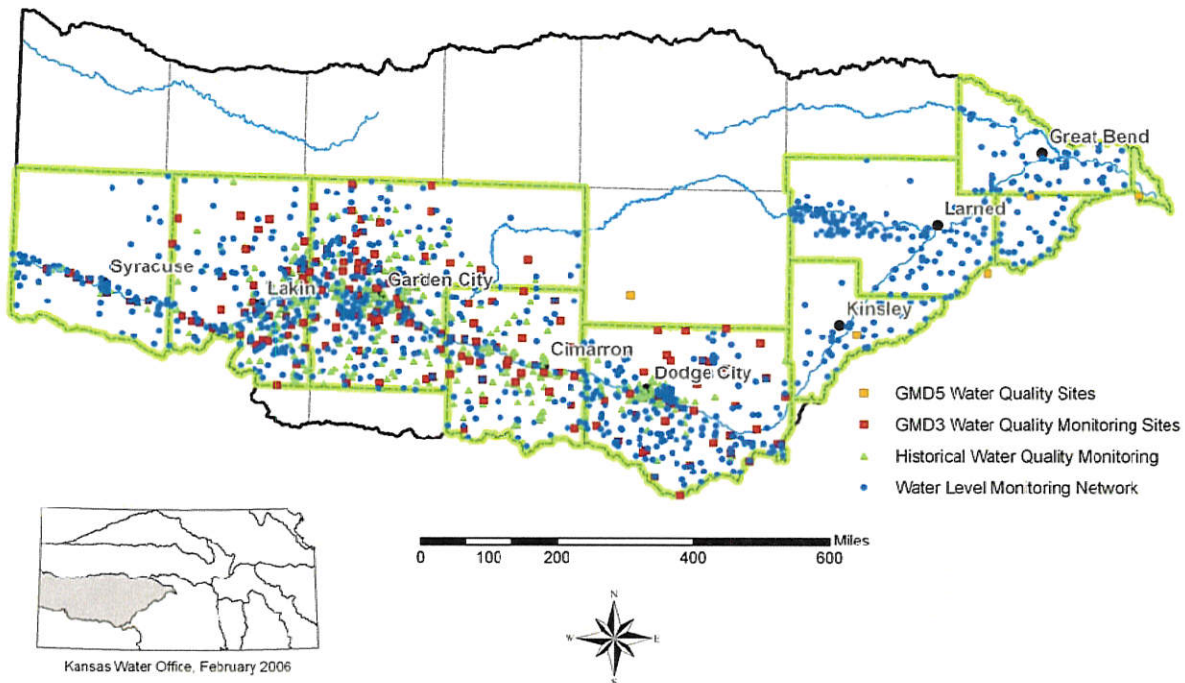 Great Bend
Larned
Syracuse
Lakin
Garden City
Kinsley
Cimarron
Dodge City
GMD5 Water Quality Sites
GMD3 Water Quality Monitoring Sites
Historical Water Quality Monitoring
Water Level Monitoring Network
Miles
0 100 200 400 600
N
W E
S
Kansas Water Office, February 2006